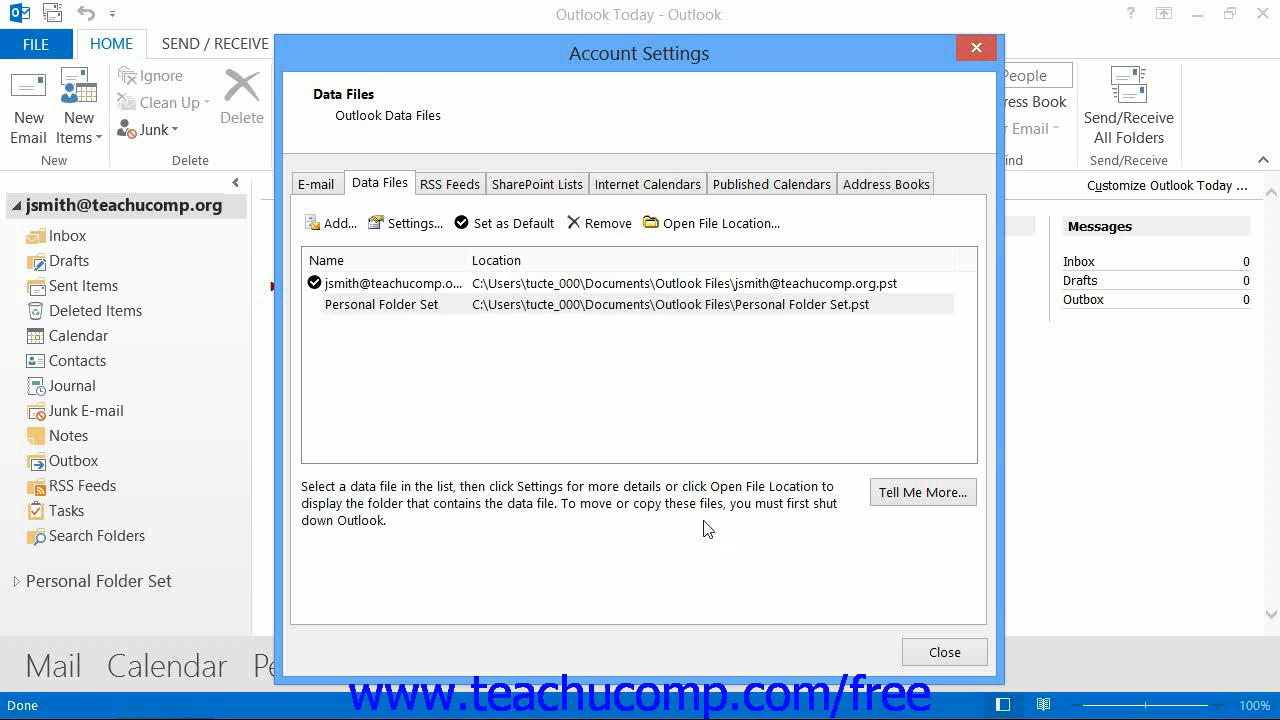 Outlook Today - Outlook
?
FILE
HOME
SEND / RECEIVE
Account Settings
Ignore
Clean Up
Junk
Delete
New
Email
New
Items
New
Delete
People
ress Book
r Email
ind
Send/Receive
All Folders
Send/Receive
Data Files
Outlook Data Files
E-mail
Data Files
RSS Feeds
SharePoint Lists
Internet Calendars
Published Calendars
Address Books
Customize Outlook Today ...
jsmith@teachucomp.org
Inbox
Drafts
Sent Items
Deleted Items
Calendar
Contacts
Journal
Junk E-mail
Notes
Outbox
RSS Feeds
Tasks
Search Folders
Personal Folder Set
Add...
Settings...
Set as Default
Remove
Open File Location...
Name
Location
jsmith@teachucomp.o...
C:\Users\tucte_000\Documents\Outlook Files\jsmith@teachucomp.org.pst
Personal Folder Set
C:\Users\tucte_000\Documents\Outlook Files\Personal Folder Set.pst
Messages
Inbox 0
Drafts 0
Outbox 0
Select a data file in the list, then click Settings for more details or click Open File Location to
display the folder that contains the data file. To move or copy these files, you must first shut
down Outlook.
Tell Me More...
Close
Mail
Calendar
Pe
www.teachucomp.com/free
Done
100%